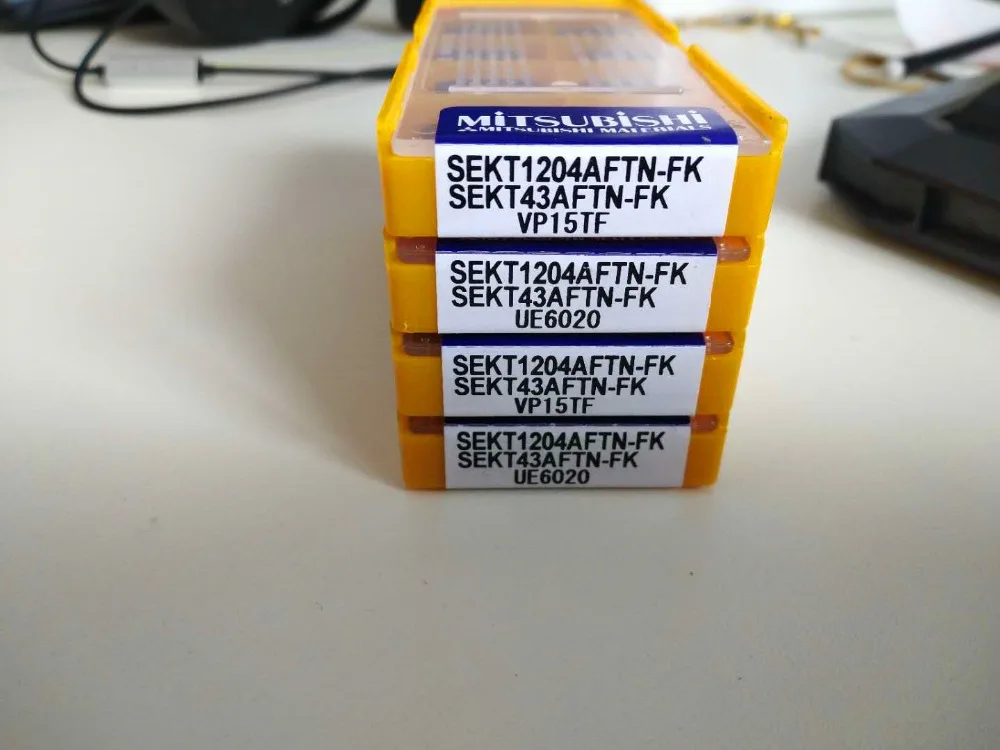 MiTSUBiSHi
MITSUBISHI MATERIALS
SEKT1204AFTN-FK
SEKT43AFTN-FK
VP15TF
SEKT1204AFTN-FK
SEKT43AFTN-FK
UE6020
SEKT1204AFTN-FK
SEKT43AFTN-FK
VP15TF
SEKT1204AFTN-FK
SEKT43AFTN-FK
UE6020